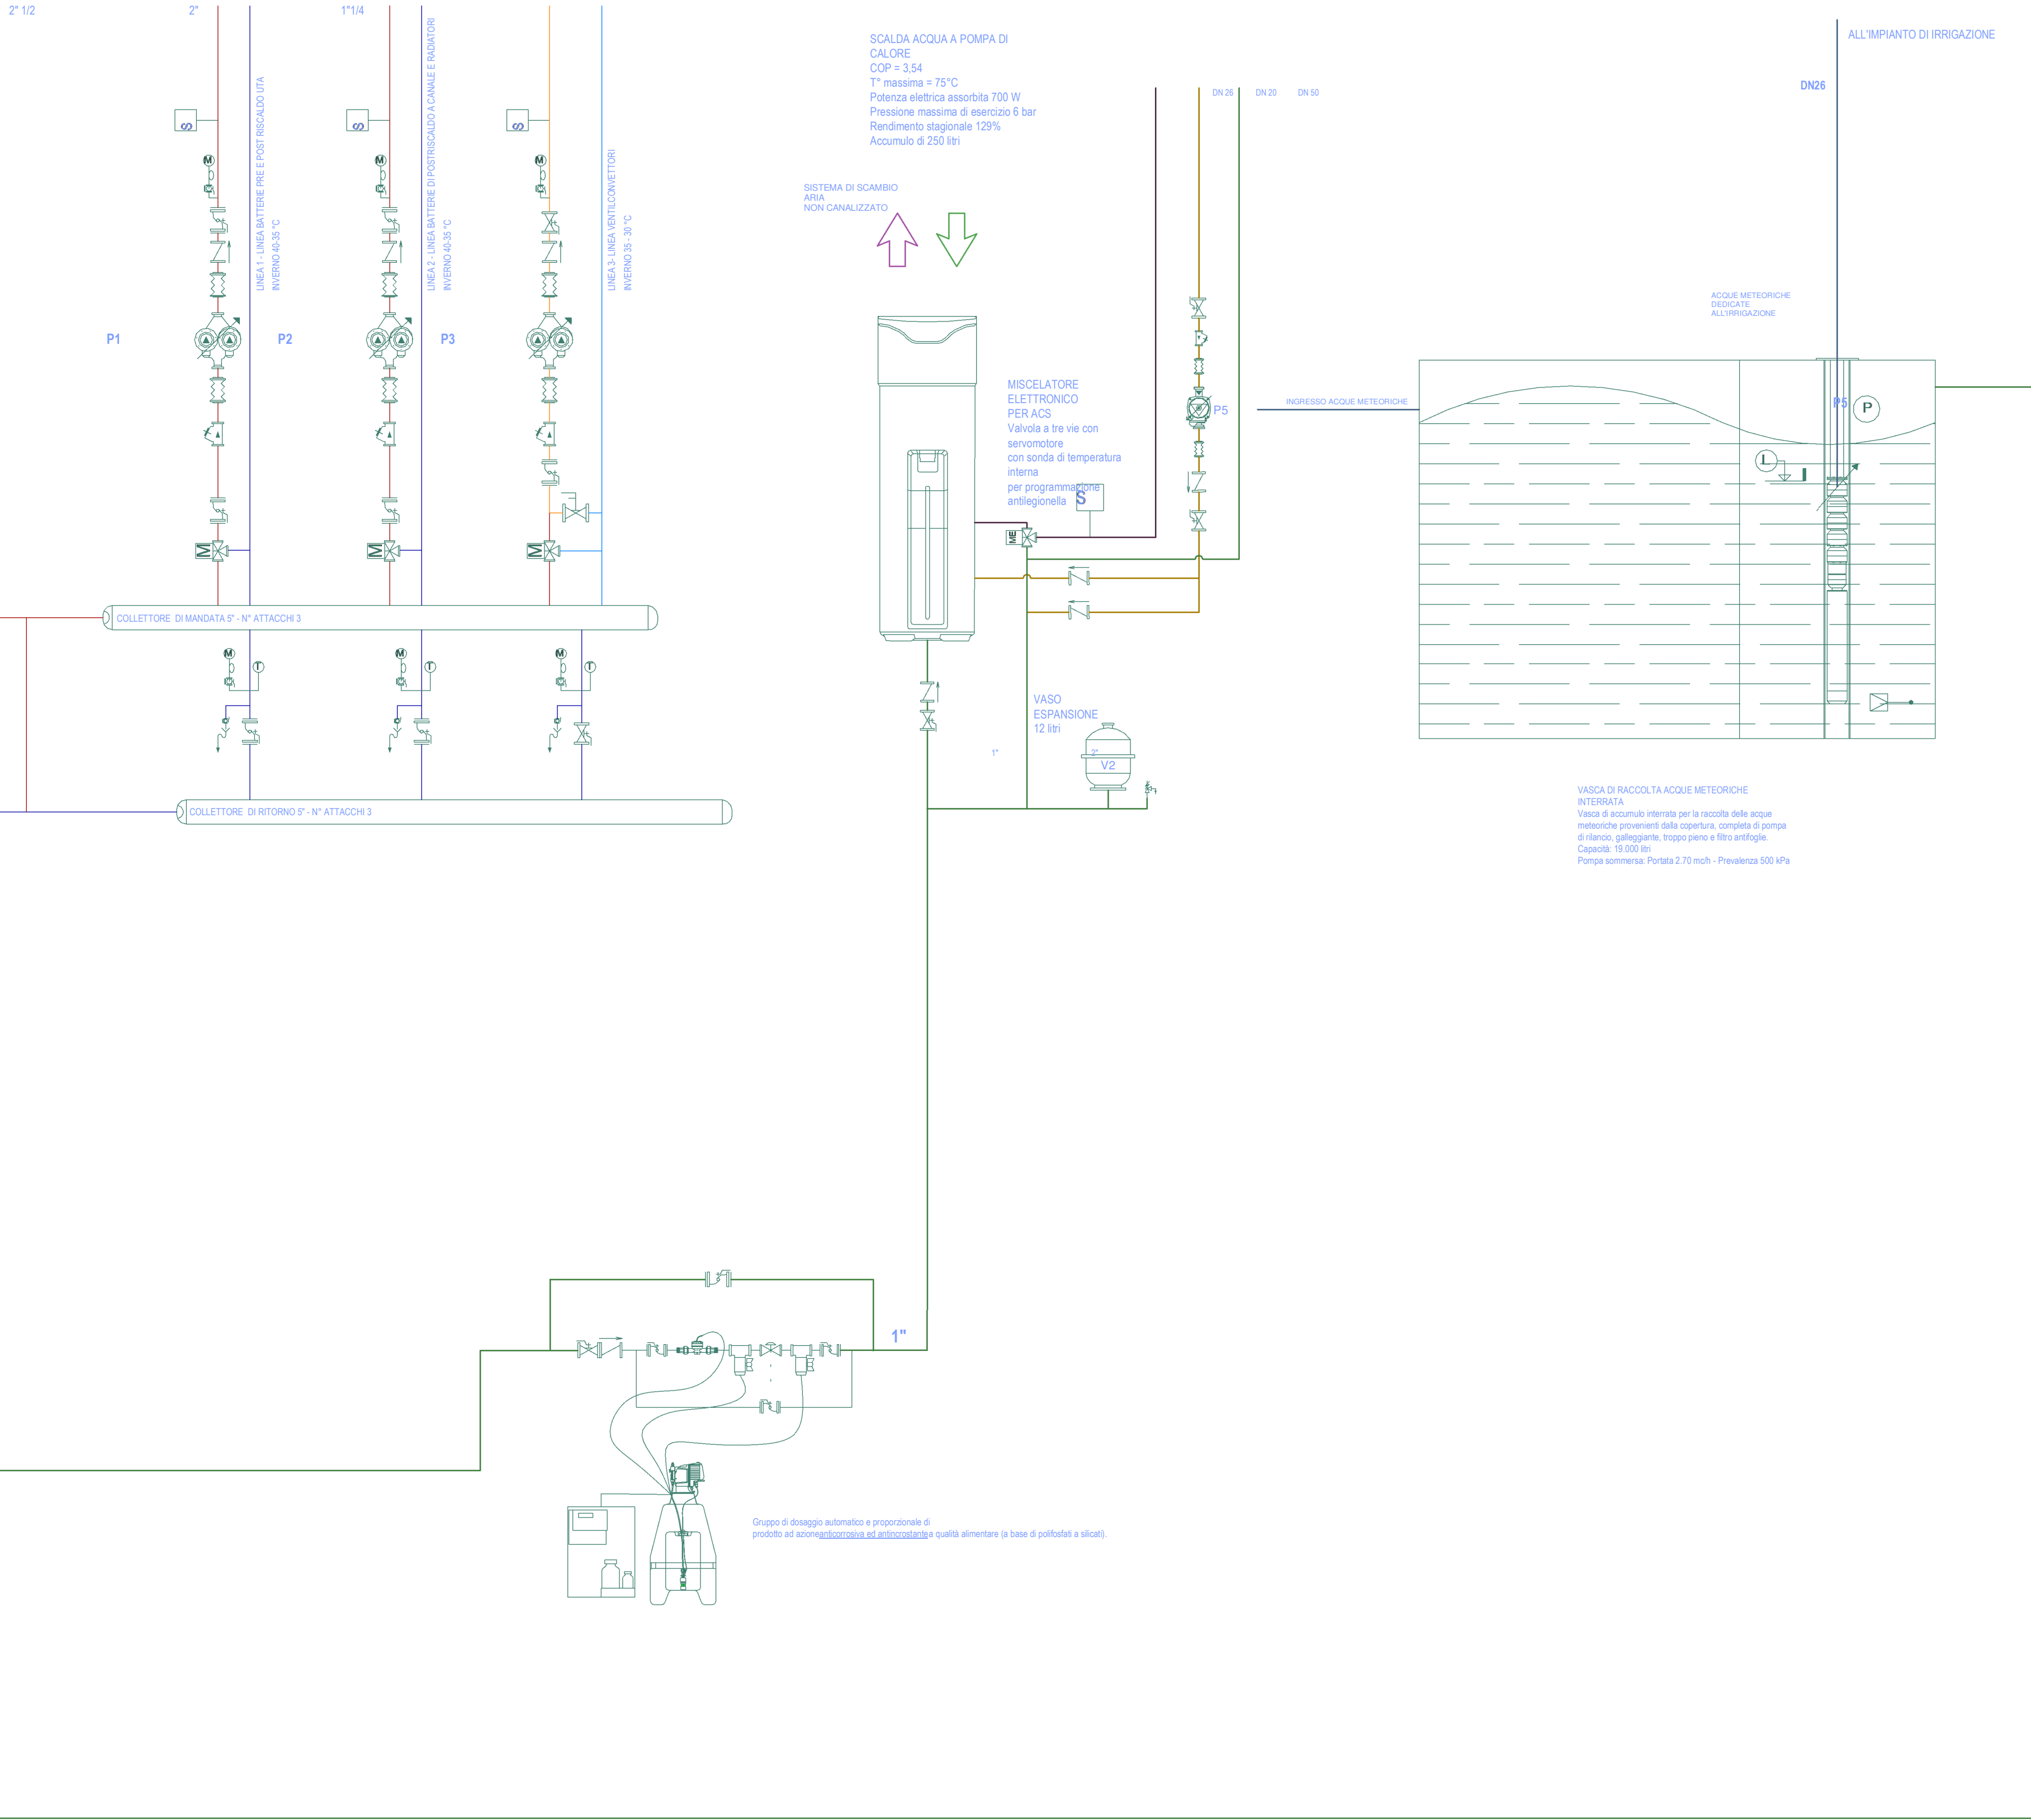 2" 1/2
2"
1"1/4
LINEA 1 - LINEA BATTERIE PRE E POST RISCALDO UTA
INVERNO 40-35 °C
LINEA 2 - LINEA BATTERIE DI POSTRISCALDO A CANALE E RADIATORI
INVERNO 40-35 °C
LINEA 3- LINEA VENTILCONVETTORI
INVERNO 35 - 30 °C
S
S
S
M
M
M
P1
P2
P3
M
M
M
COLLETTORE DI MANDATA 5" - N° ATTACCHI 3
M
T
M
T
M
T
COLLETTORE DI RITORNO 5" - N° ATTACCHI 3
SCALDA ACQUA A POMPA DI
CALORE
COP = 3,54
T° massima = 75°C
Potenza elettrica assorbita 700 W
Pressione massima di esercizio 6 bar
Rendimento stagionale 129%
Accumulo di 250 litri
SISTEMA DI SCAMBIO
ARIA
NON CANALIZZATO
DN 26
DN 20
DN 50
MISCELATORE
ELETTRONICO
PER ACS
Valvola a tre vie con
servomotore
con sonda di temperatura
interna
per programmazione
antilegionella
S
ME
P5
VASO
ESPANSIONE
12 litri
1"
2"
V2
ALL'IMPIANTO DI IRRIGAZIONE
DN26
ACQUE METEORICHE
DEDICATE
ALL'IRRIGAZIONE
INGRESSO ACQUE METEORICHE
P5
P
L
VASCA DI RACCOLTA ACQUE METEORICHE
INTERRATA
Vasca di accumulo interrata per la raccolta delle acque
meteoriche provenienti dalla copertura, completa di pompa
di rilancio, galleggiante, troppo pieno e filtro antifoglie.
Capacità: 19.000 litri
Pompa sommersa: Portata 2.70 mc/h - Prevalenza 500 kPa
1"
Gruppo di dosaggio automatico e proporzionale di
prodotto ad azione anticorrosiva ed antincrostante a qualità alimentare (a base di polifosfati a silicati).